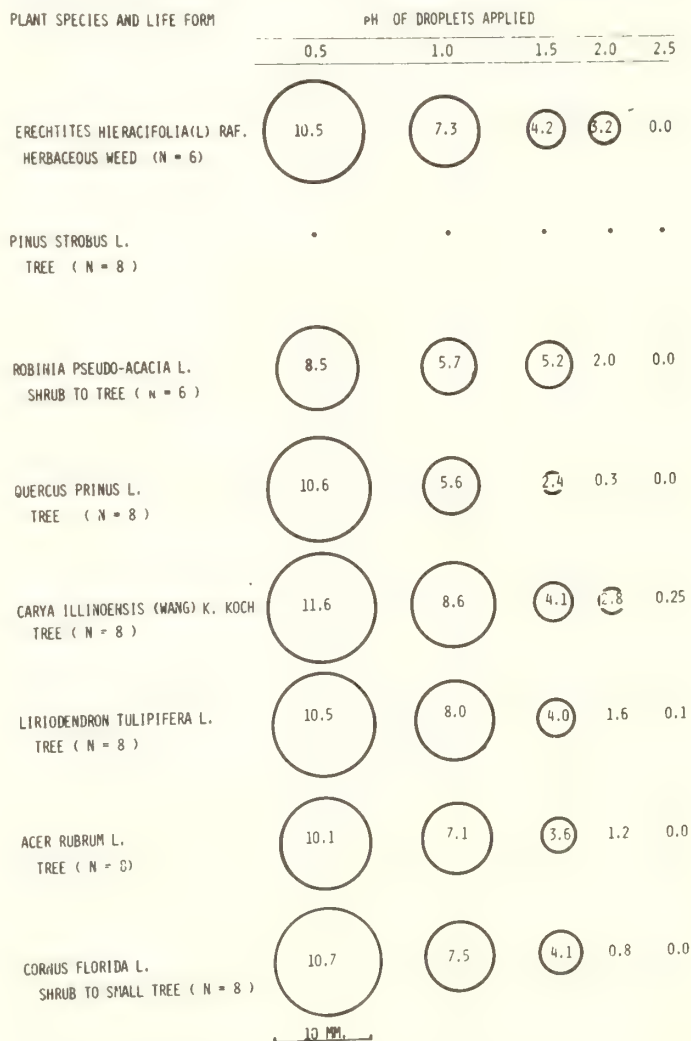 PLANT SPECIES AND LIFE FORM pH OF DROPLETS APPLIED
0.5 1.0 1.5 2.0 2.5
ERECHTITES HIERACIFOLIA(L) RAF. 10.5 7.3 4.2 3.2 0.0
HERBACEOUS WEED (N = 6)
PINUS STROBUS L. • • • • •
TREE ( N = 8 )
ROBINIA PSEUDO-ACACIA L. 8.5 5.7 5.2 2.0 0.0
SHRUB TO TREE ( N = 6 )
QUERCUS PRINUS L. 10.6 5.6 2.4 0.3 0.0
TREE ( N = 8 )
CARYA ILLINOENSIS (WANG) K. KOCH 11.6 8.6 4.1 2.8 0.25
TREE ( N = 8 )
LIRIODENDRON TULIPIFERA L. 10.5 8.0 4.0 1.6 0.1
TREE ( N = 8 )
ACER RUBRUM L. 10.1 7.1 3.6 1.2 0.0
TREE ( N = 8)
CORNUS FLORIDA L. 10.7 7.5 4.1 0.8 0.0
SHRUB TO SMALL TREE ( N = 8 )
10 MM.